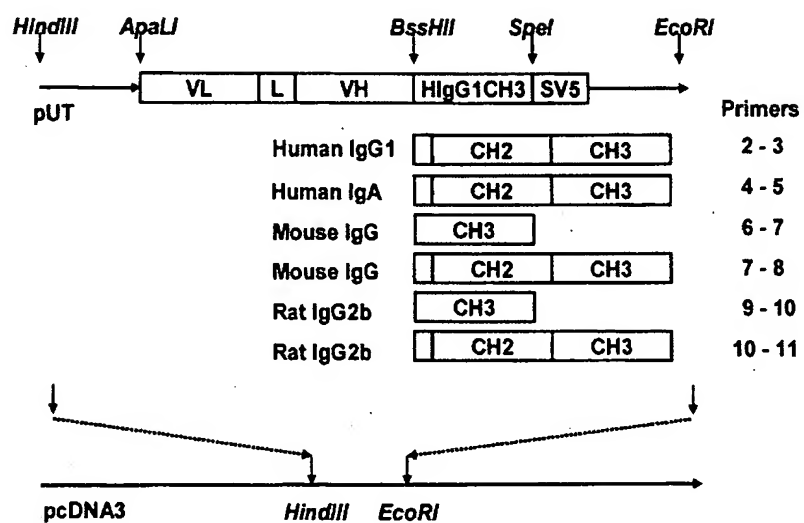 HindIII ApaLI BssHII SpeI EcoRI
VL L VH HIgG1CH3 SV5
pUT
Primers
Human IgG1 CH2 CH3 2 - 3
Human IgA CH2 CH3 4 - 5
Mouse IgG CH3 6 - 7
Mouse IgG CH2 CH3 7 - 8
Rat IgG2b CH3 9 - 10
Rat IgG2b CH2 CH3 10 - 11
pcDNA3 HindIII EcoRI